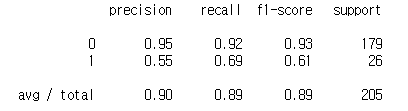 precision recall f1-score support
0 0.95 0.92 0.93 179
1 0.55 0.69 0.61 26
avg / total 0.90 0.89 0.89 205